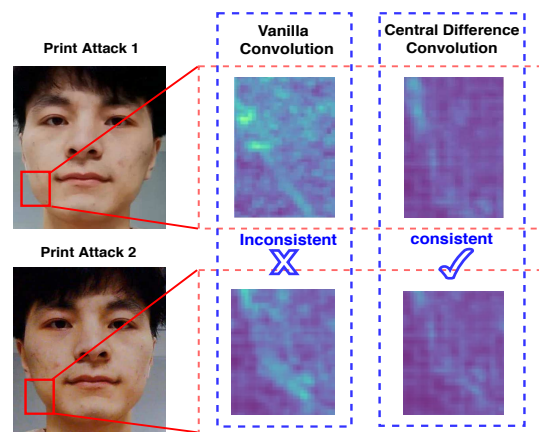 Vanilla
Convolution
Central Difference
Convolution
Print Attack 1
Inconsistent
consistent
Print Attack 2